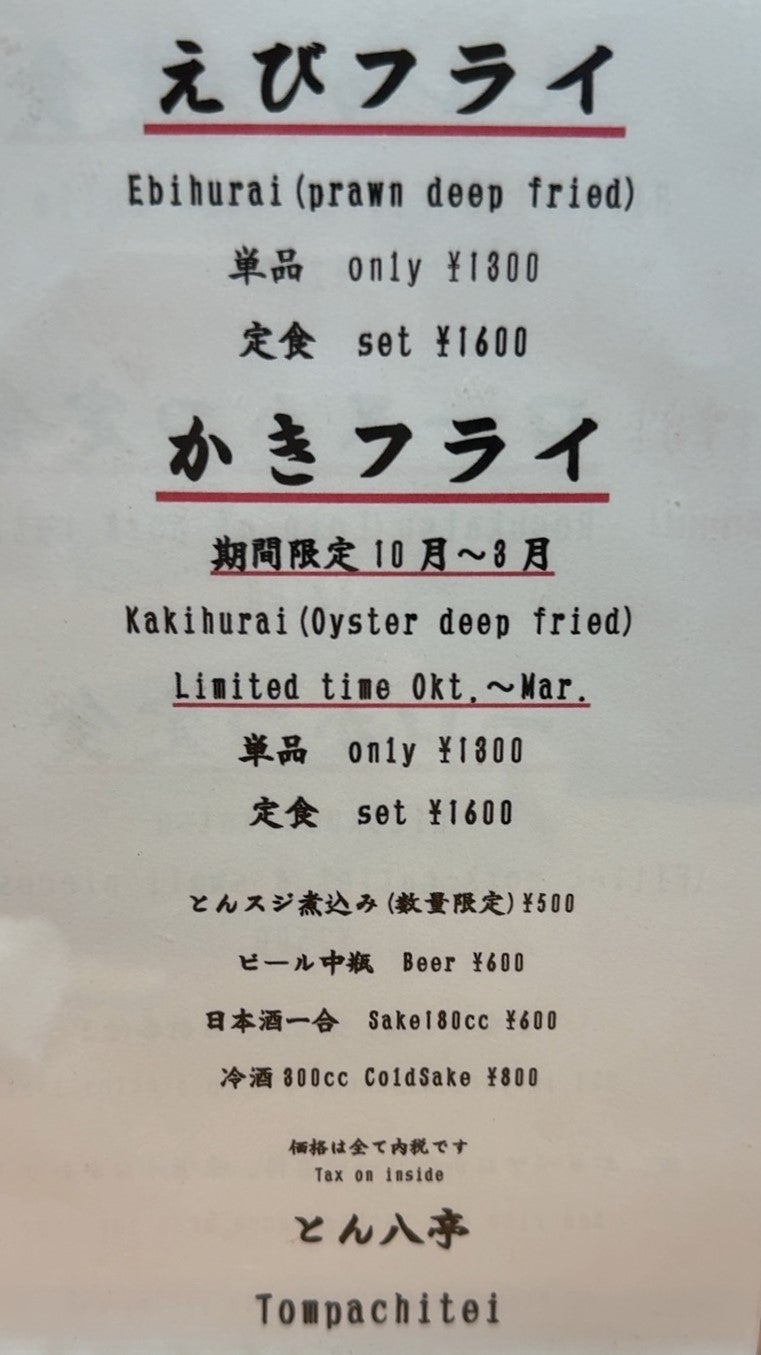 えびフライ
Ebihurai(prawn deep fried)
単品 only ¥1300
定食 set ¥1600
かきフライ
期間限定10月～3月
Kakihurai(Oyster deep fried)
Limited time Okt.～Mar.
単品 only ¥1300
定食 set ¥1600
とんスジ煮込み(数量限定)¥500
ビール中瓶 Beer ¥600
日本酒一合 Sake180cc ¥600
冷酒300cc ColdSake ¥800
価格は全て内税です
Tax on inside
とん八亭
Tompachitei